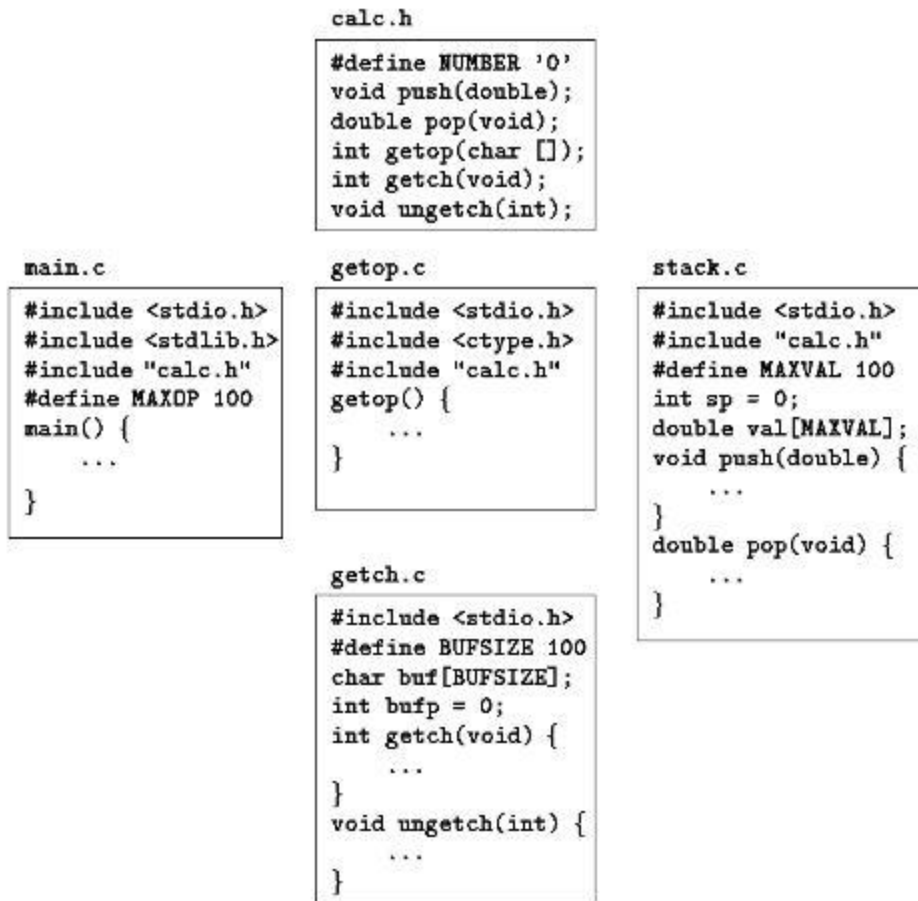 calc.h
#define NUMBER '0'
void push(double);
double pop(void);
int getop(char []);
int getch(void);
void ungetch(int);
main.c
#include <stdio.h>
#include <stdlib.h>
#include "calc.h"
#define MAXOP 100
main() {
...
}
getop.c
#include <stdio.h>
#include <ctype.h>
#include "calc.h"
getop() {
...
}
stack.c
#include <stdio.h>
#include "calc.h"
#define MAXVAL 100
int sp = 0;
double val[MAXVAL];
void push(double) {
...
}
double pop(void) {
...
}
getch.c
#include <stdio.h>
#define BUFSIZE 100
char buf[BUFSIZE];
int bufp = 0;
int getch(void) {
...
}
void ungetch(int) {
...
}